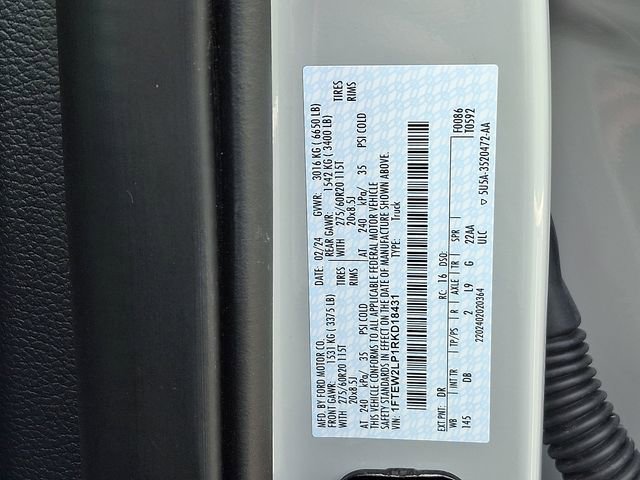 MFD. BY FORD MOTOR CO.
DATE: 02/24 GVWR: 3016 KG ( 6650 LB)
FRONT GAWR: 1531 KG ( 3375 LB) REAR GAWR: 1542 KG ( 3400 LB)
WITH 275/60R20 115T TIRES WITH 275/60R20 115T TIRES
20x8.5J RIMS 20x8.5J RIMS
AT 240 kPa/ 35 PSI COLD AT 240 kPa/ 35 PSI COLD
THIS VEHICLE CONFORMS TO ALL APPLICABLE FEDERAL MOTOR VEHICLE
SAFETY STANDARDS IN EFFECT ON THE DATE OF MANUFACTURE SHOWN ABOVE.
VIN: 1FTEW2LP1RKD18431 TYPE: Truck
F0086
EXT PNT: DR RC: 16 DSO: T0592
WB INT TR TP/PS R AXLE TR SPR
145 DB 2 L9 G 22AA
2202402020364 ULC 5U5A-3520472-AA